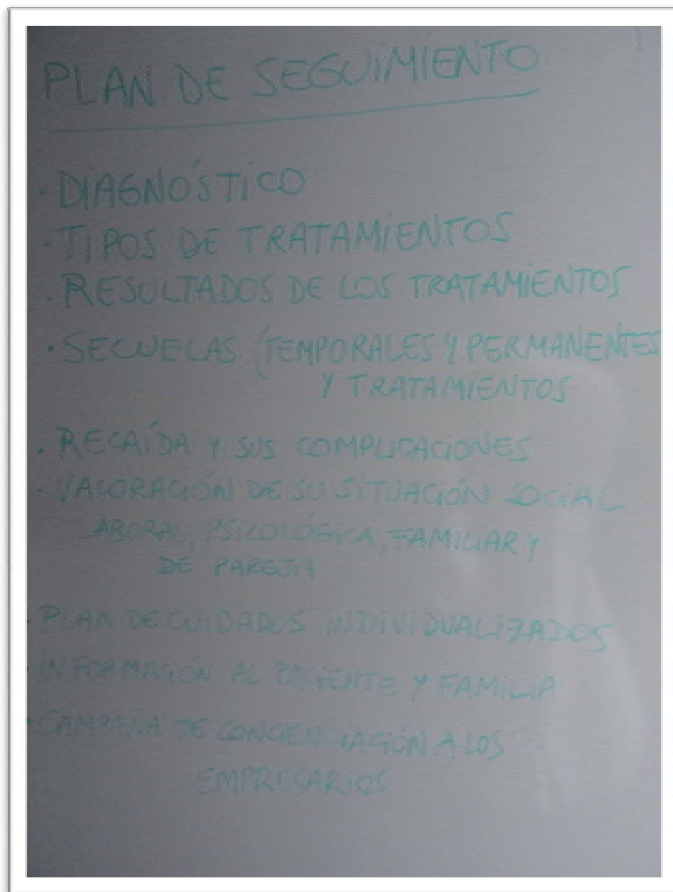 PLAN DE SEGUIMIENTO
· DIAGNÓSTICO
· TIPOS DE TRATAMIENTOS
· RESULTADOS DE LOS TRATAMIENTOS
· SECUELAS (TEMPORALES Y PERMANENTES
Y TRATAMIENTOS
· RECAÍDA Y SUS COMPLICACIONES
· VALORACIÓN DE SU SITUACIÓN SOCIAL
LABORAL, PSICOLÓGICA, FAMILIAR Y
DE PAREJA
· PLAN DE CUIDADOS INDIVIDUALIZADOS
· INFORMACIÓN AL PACIENTE Y FAMILIA
· CAMPAÑA DE CONCIENCIACIÓN A LOS
EMPRESARIOS